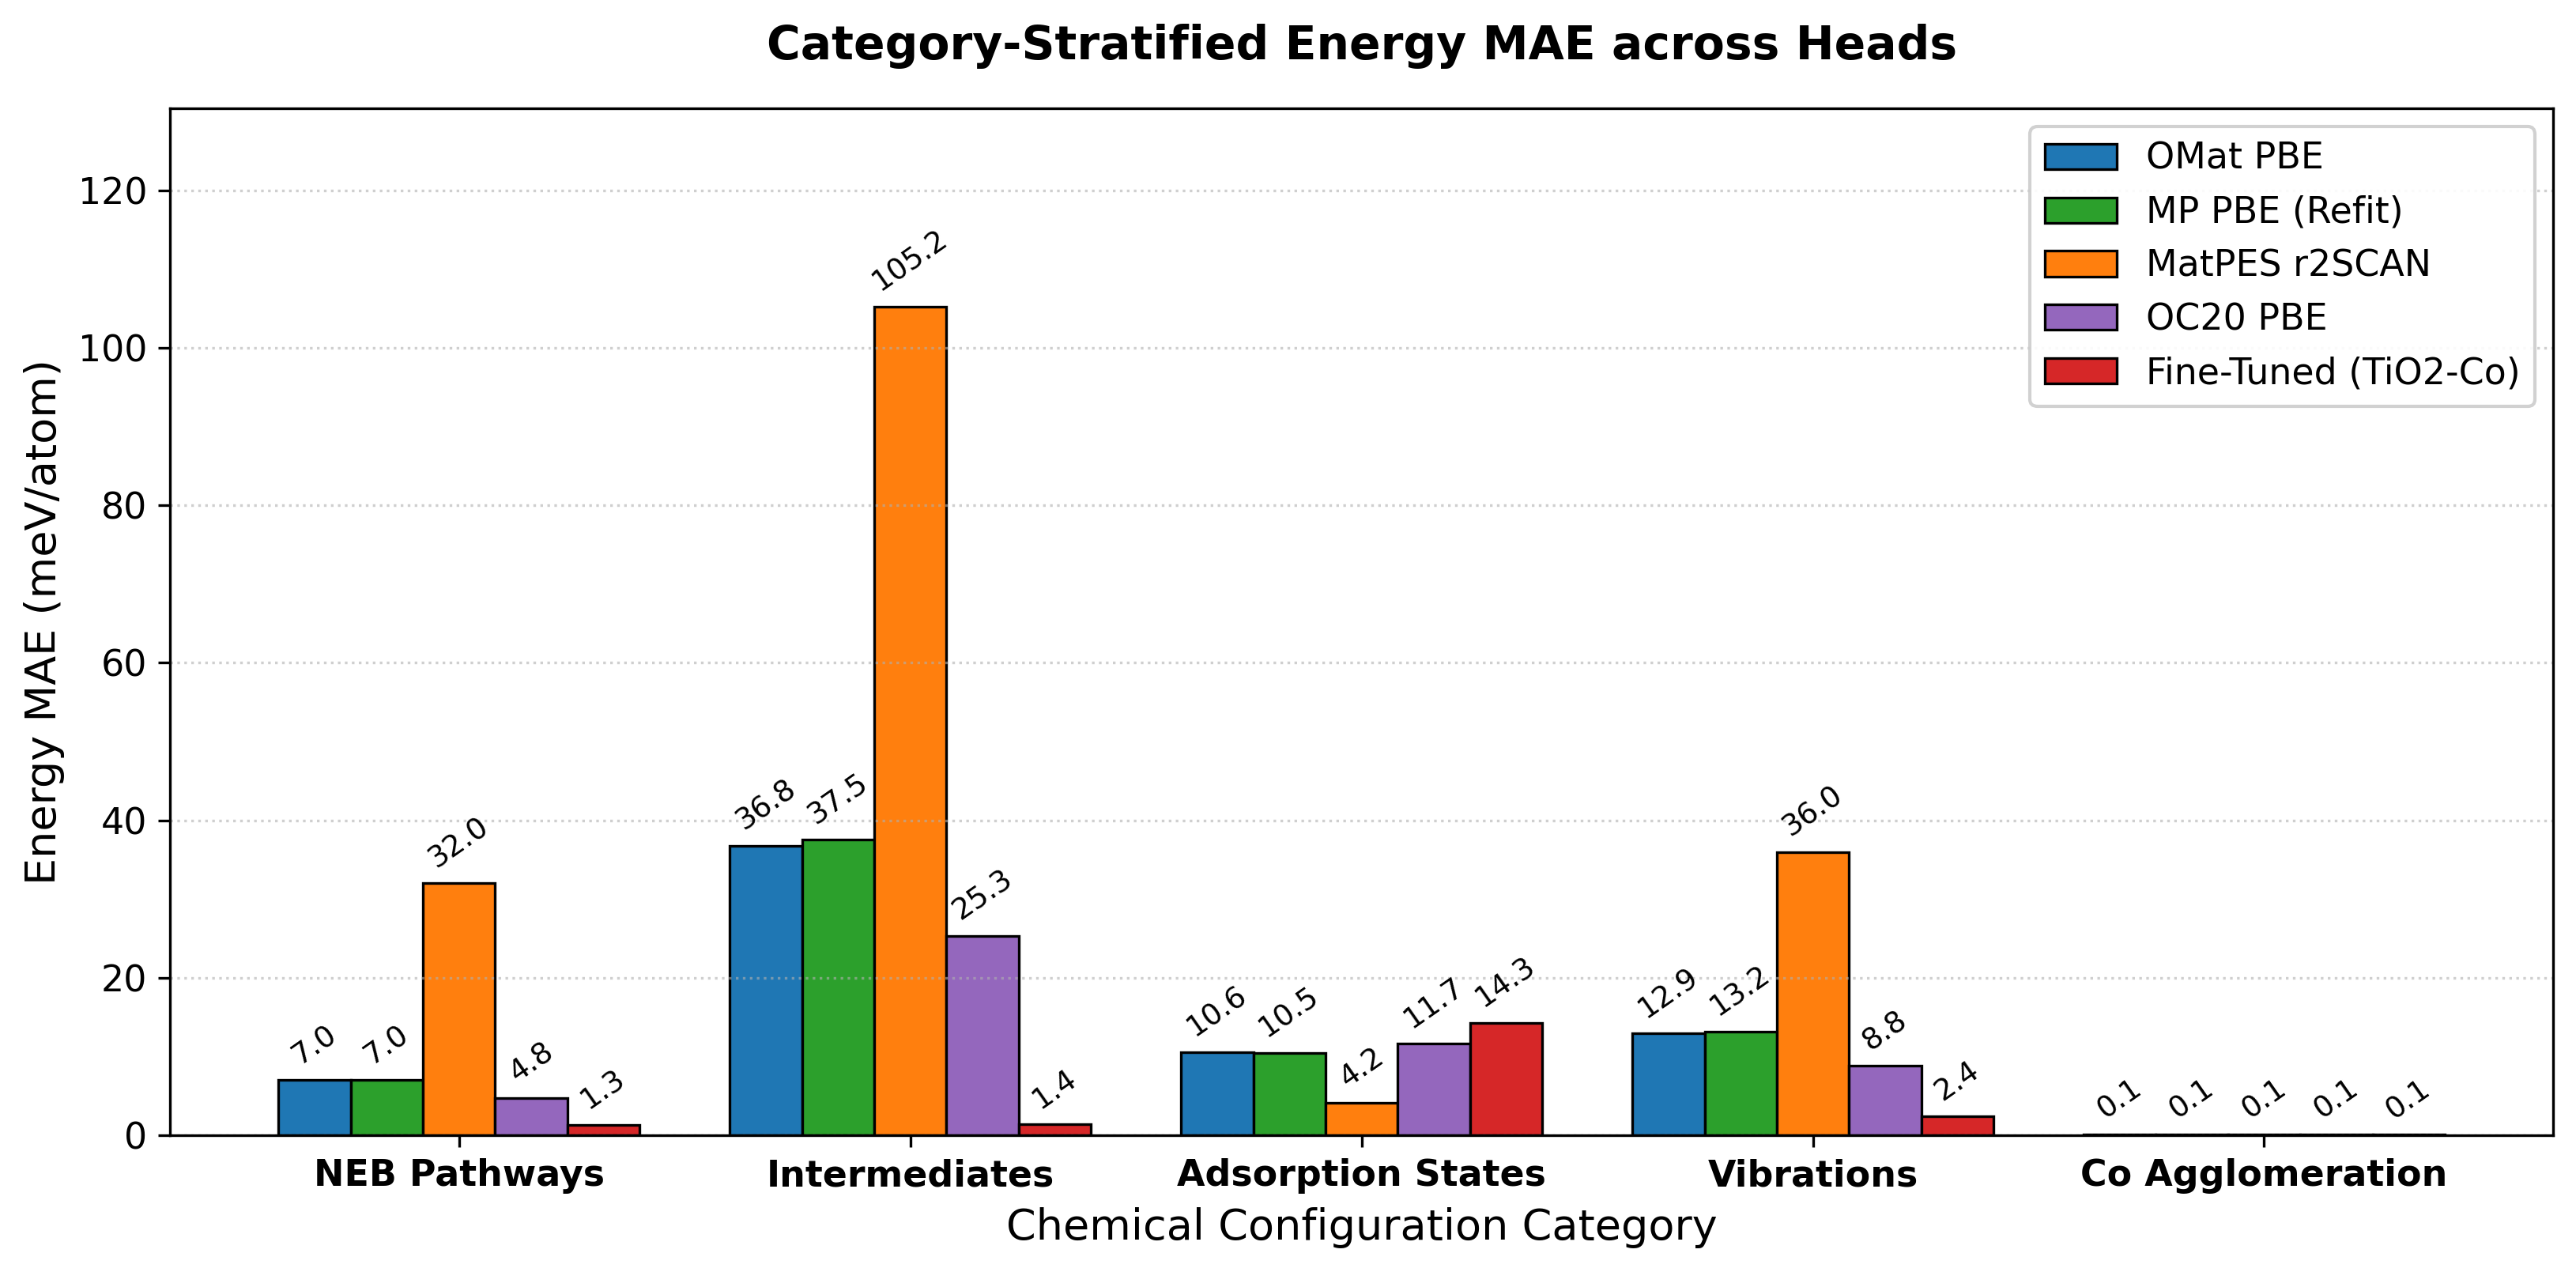 Category-Stratified Energy MAE across Heads
Energy MAE (meV/atom)
120
100
80
60
40
20
0
OMat PBE
MP PBE (Refit)
MatPES r2SCAN
OC20 PBE
Fine-Tuned (TiO2-Co)
7.0 7.0 32.0 4.8 1.3
36.8 37.5 105.2 25.3 1.4
10.6 10.5 4.2 11.7 14.3
12.9 13.2 36.0 8.8 2.4
0.1 0.1 0.1 0.1 0.1
NEB Pathways Intermediates Adsorption States Vibrations Co Agglomeration
Chemical Configuration Category